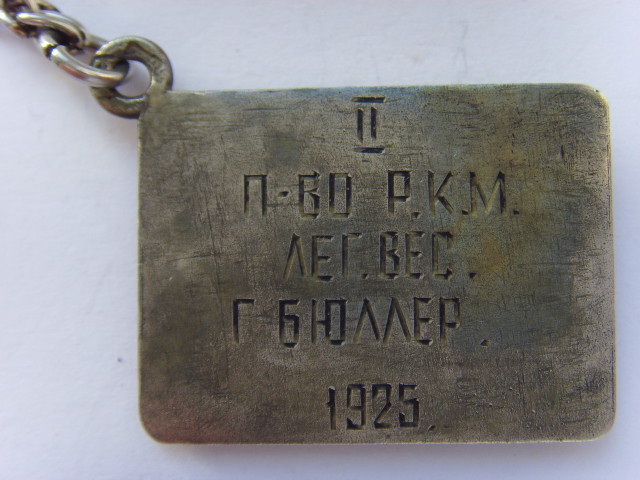 II
П-ВО Р.К.М.
ЛЕГ.ВЕС.
Г БЮЛЛЕР.
1925.